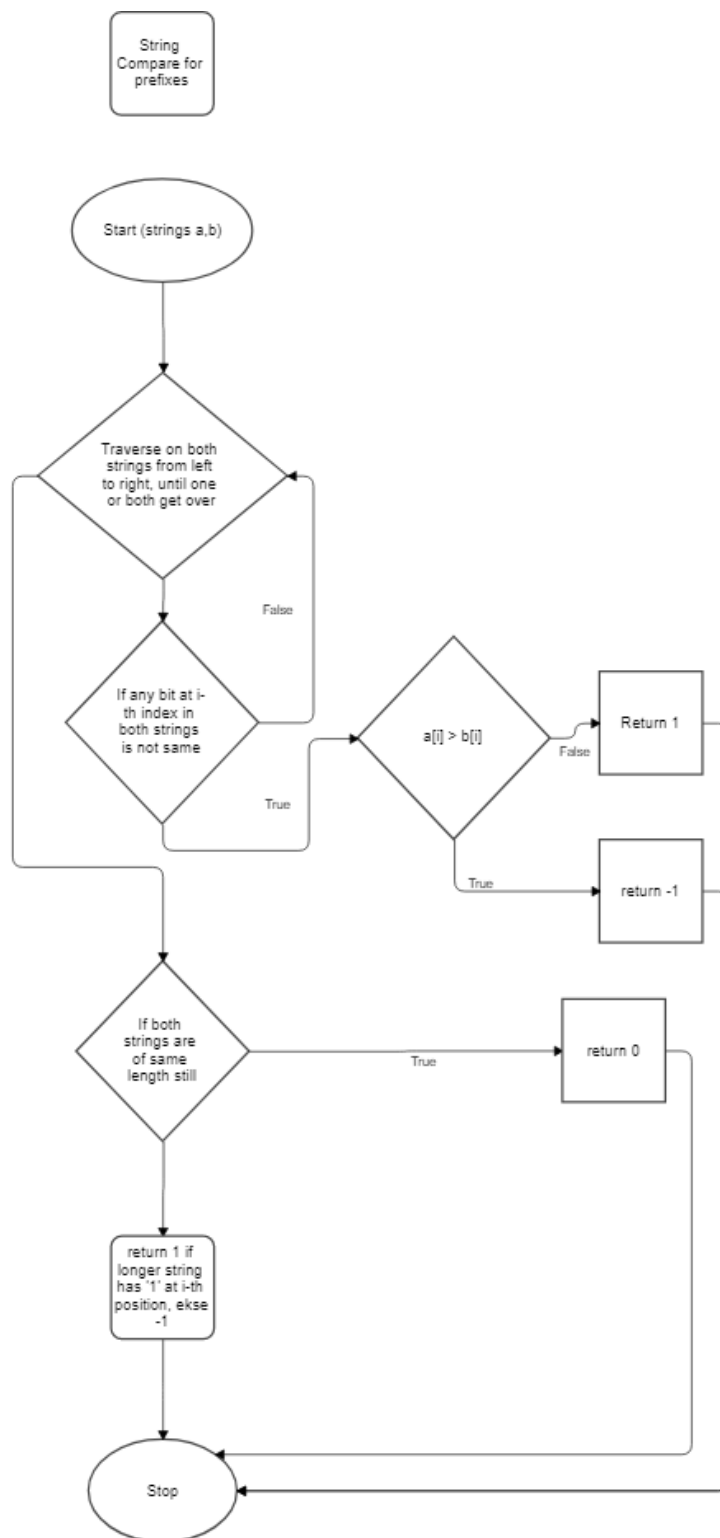 String
Compare for
prefixes
Start (strings a,b)
Traverse on both
strings from left
to right, until one
or both get over
False
If any bit at i-
th index in
both strings
is not same
True
a[i] > b[i]
False
Return 1
True
return -1
If both
strings are
of same
length still
True
return 0
return 1 if
longer string
has '1' at i-th
position, ekse
-1
Stop